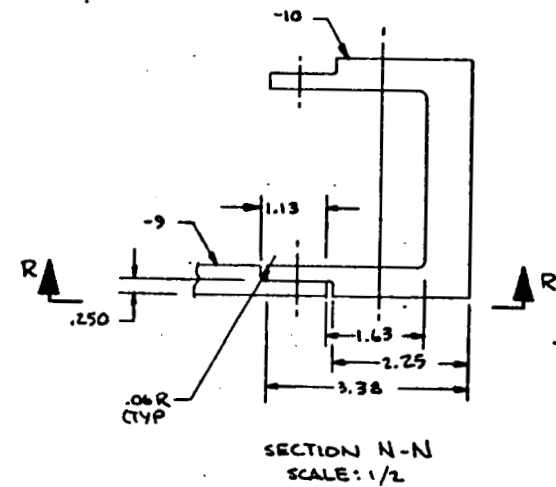 -10
1.13
-9
R
R
.250
1.63
2.25
3.38
.06R
(TYP
SECTION N-N
SCALE: 1/2